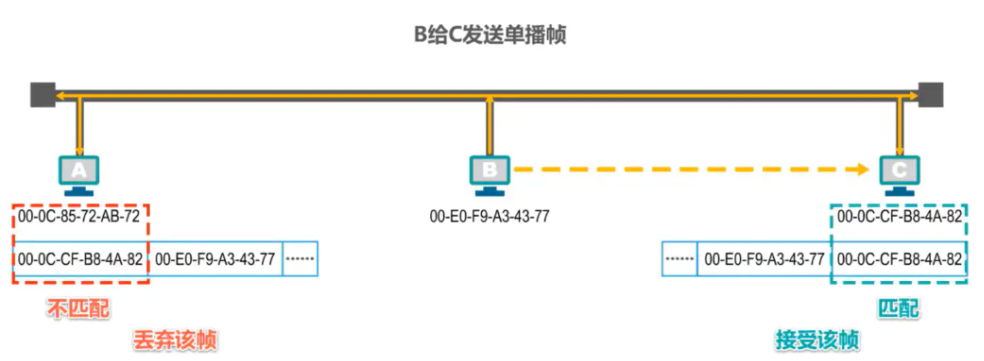 B给C发送单播帧
A
B
C
00-0C-85-72-AB-72
00-E0-F9-A3-43-77
00-0C-CF-B8-4A-82
00-0C-CF-B8-4A-82 00-E0-F9-A3-43-77 ······
······ 00-E0-F9-A3-43-77 00-0C-CF-B8-4A-82
不匹配
匹配
丢弃该帧
接受该帧